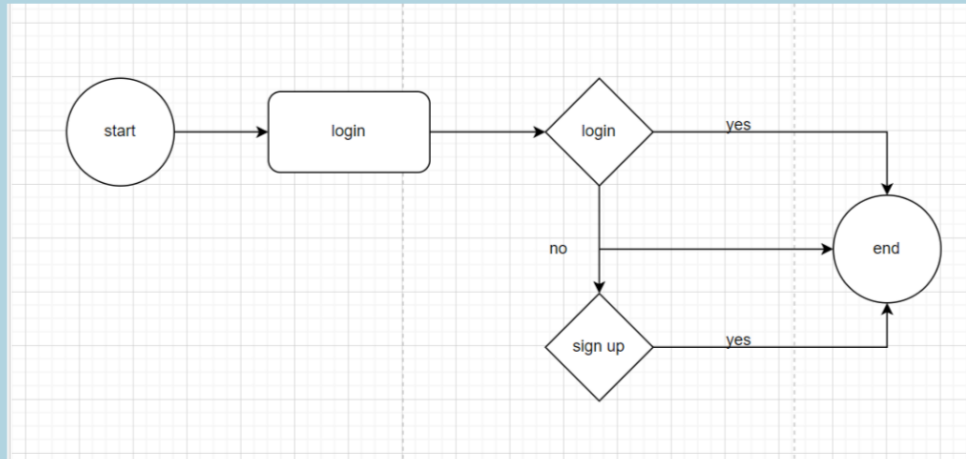 start
login
login
yes
no
end
sign up
yes